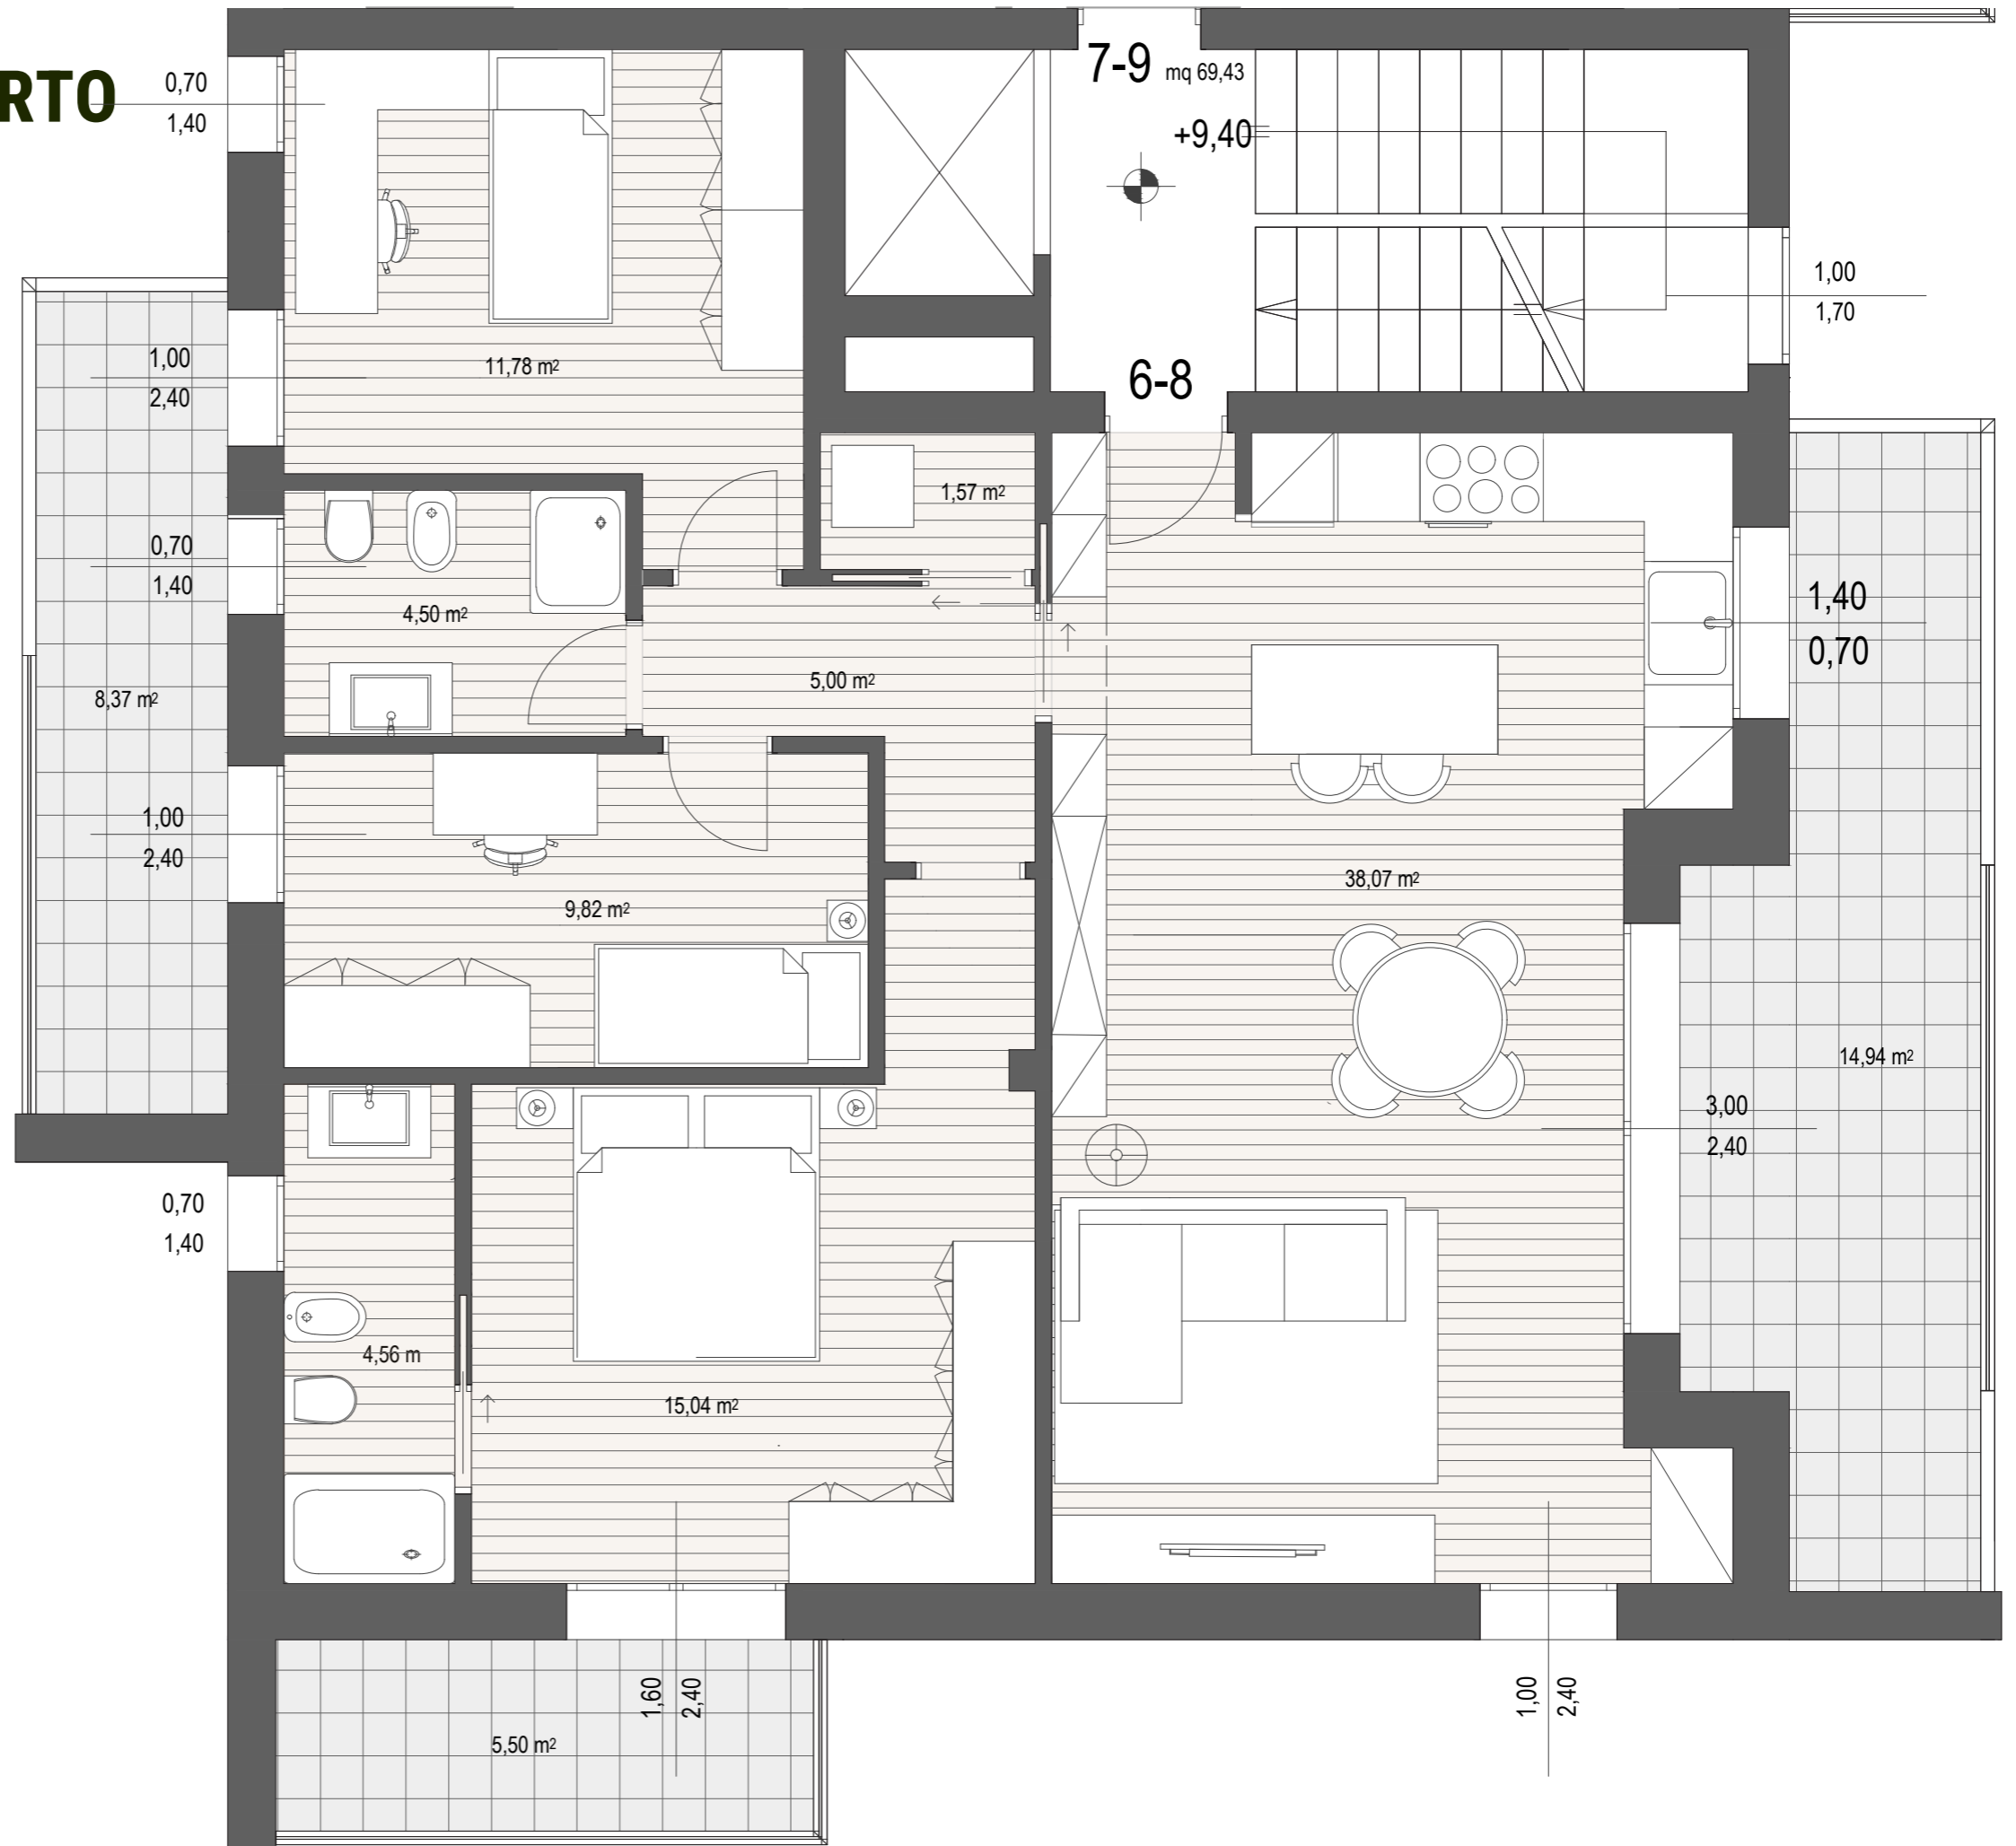 RTO
0,70
1,40
7-9 mq 69,43
+9,40
1,00
1,70
1,00
2,40
11,78 m²
6-8
1,57 m²
0,70
1,40
4,50 m²
1,40
0,70
5,00 m²
8,37 m²
1,00
2,40
9,82 m²
38,07 m²
14,94 m²
3,00
2,40
0,70
1,40
4,56 m
15,04 m²
1,60
2,40
1,00
2,40
5,50 m²